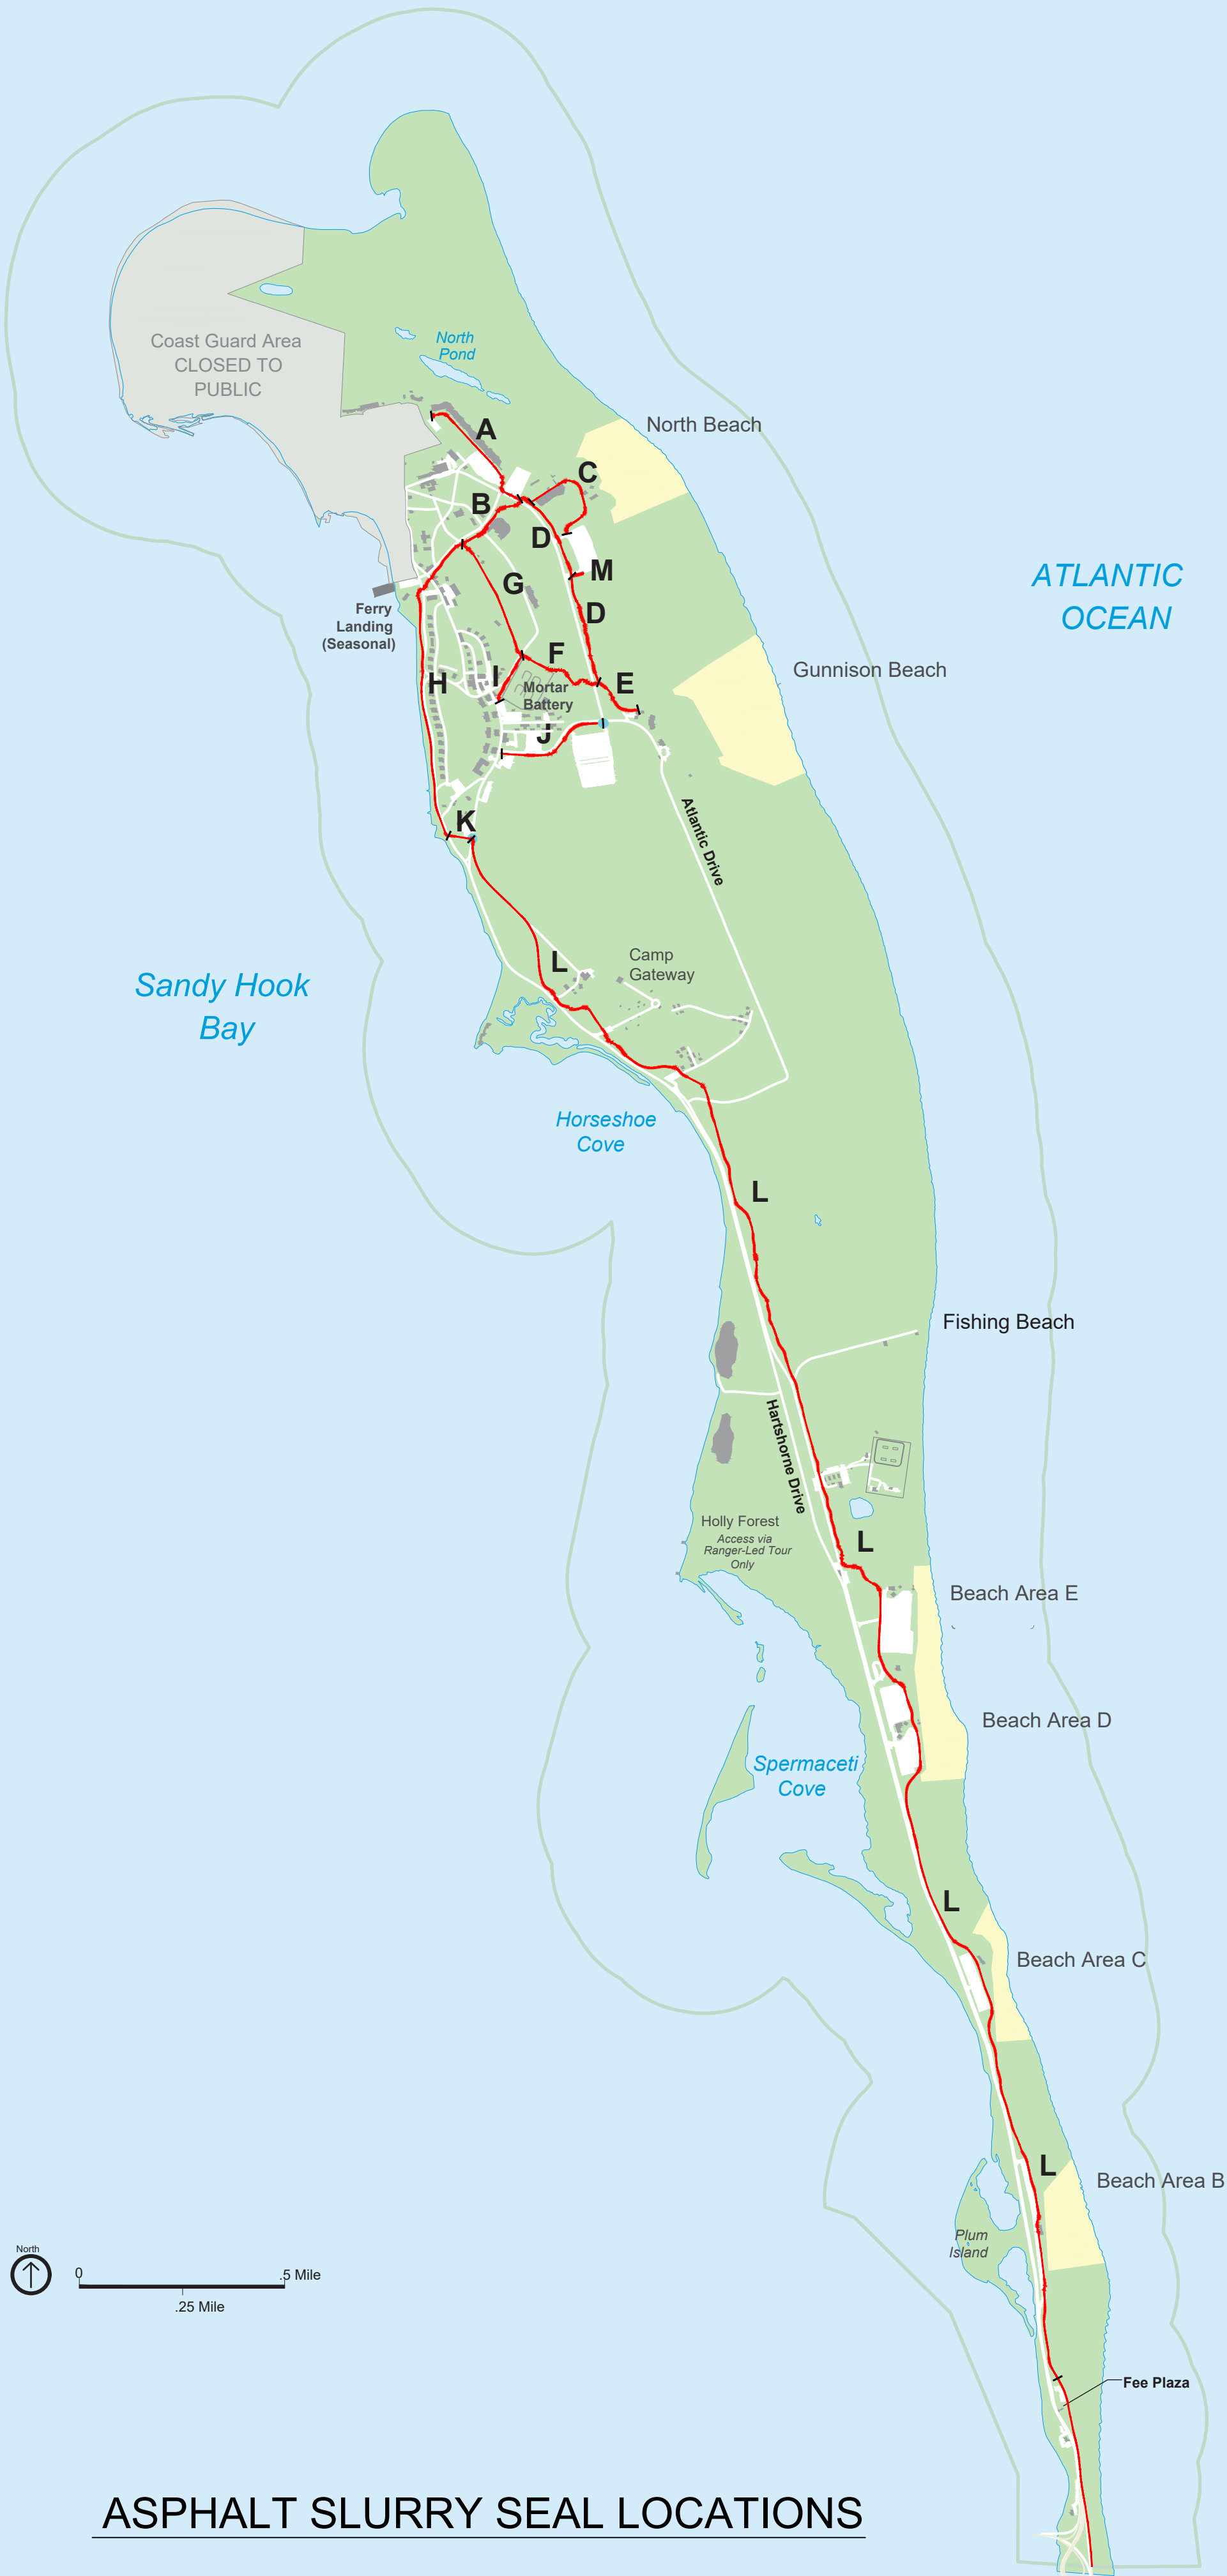 North
Pond
Coast Guard Area
CLOSED TO
PUBLIC
A
North Beach
C
B
D
M
ATLANTIC
OCEAN
G
Ferry
Landing
(Seasonal)
D
F
Gunnison Beach
I
E
H
Mortar
Battery
J
Atlantic Drive
K
L
Camp
Gateway
Sandy Hook
Bay
Horseshoe
Cove
L
Fishing Beach
Hartshorne Drive
Holly Forest
Access via
Ranger-Led Tour
Only
L
Beach Area E
Beach Area D
Spermaceti
Cove
L
Beach Area C
L
Beach Area B
Plum
Island
North
0
.5 Mile
.25 Mile
Fee Plaza
ASPHALT SLURRY SEAL LOCATIONS